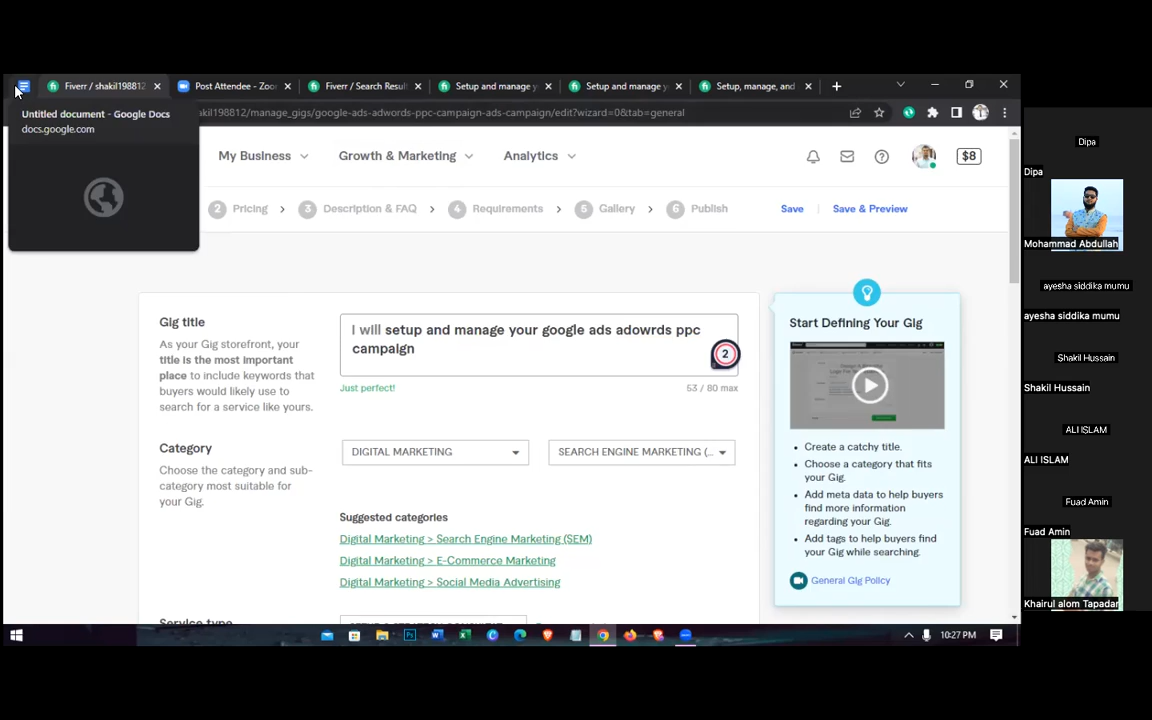 Fiverr / shakil198812
Post Attendee - Zoo
Fiverr / Search Resul
Setup and manage y
Setup and manage y
Setup, manage, and
Untitled document - Google Docs
docs.google.com
akil198812/manage_gigs/google-ads-adwords-ppc-campaign-ads-campaign/edit?wizard=0&tab=general
My Business
Growth & Marketing
Analytics
$8
2 Pricing
3 Description & FAQ
4 Requirements
5 Gallery
6 Publish
Save
Save & Preview
Gig title
As your Gig storefront, your
title is the most important
place to include keywords that
buyers would likely use to
search for a service like yours.
I will setup and manage your google ads adowrds ppc
campaign
2
Just perfect!
53 / 80 max
Category
Choose the category and sub-
category most suitable for
your Gig.
DIGITAL MARKETING
SEARCH ENGINE MARKETING (...
Suggested categories
Digital Marketing > Search Engine Marketing (SEM)
Digital Marketing > E-Commerce Marketing
Digital Marketing > Social Media Advertising
Service type
Start Defining Your Gig
Create a catchy title.
Choose a category that fits
your Gig.
Add meta data to help buyers
find more information
regarding your Gig.
Add tags to help buyers find
your Gig while searching.
General Gig Policy
10:27 PM
Dipa
Dipa
Mohammad Abdullah
ayesha siddika mumu
ayesha siddika mumu
Shakil Hussain
Shakil Hussain
ALI ISLAM
ALI ISLAM
Fuad Amin
Fuad Amin
Khairul alom Tapadar